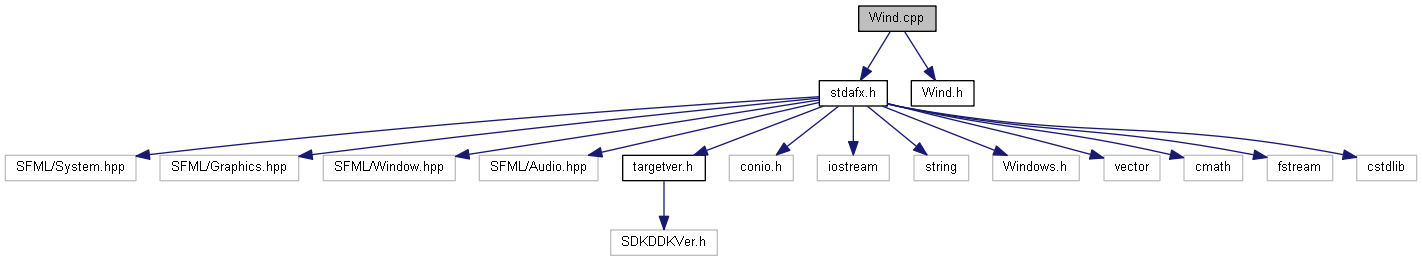 Wind.cpp
stdafx.h
Wind.h
SFML/System.hpp
SFML/Graphics.hpp
SFML/Window.hpp
SFML/Audio.hpp
targetver.h
conio.h
iostream
string
Windows.h
vector
cmath
fstream
cstdlib
SDKDDKVer.h